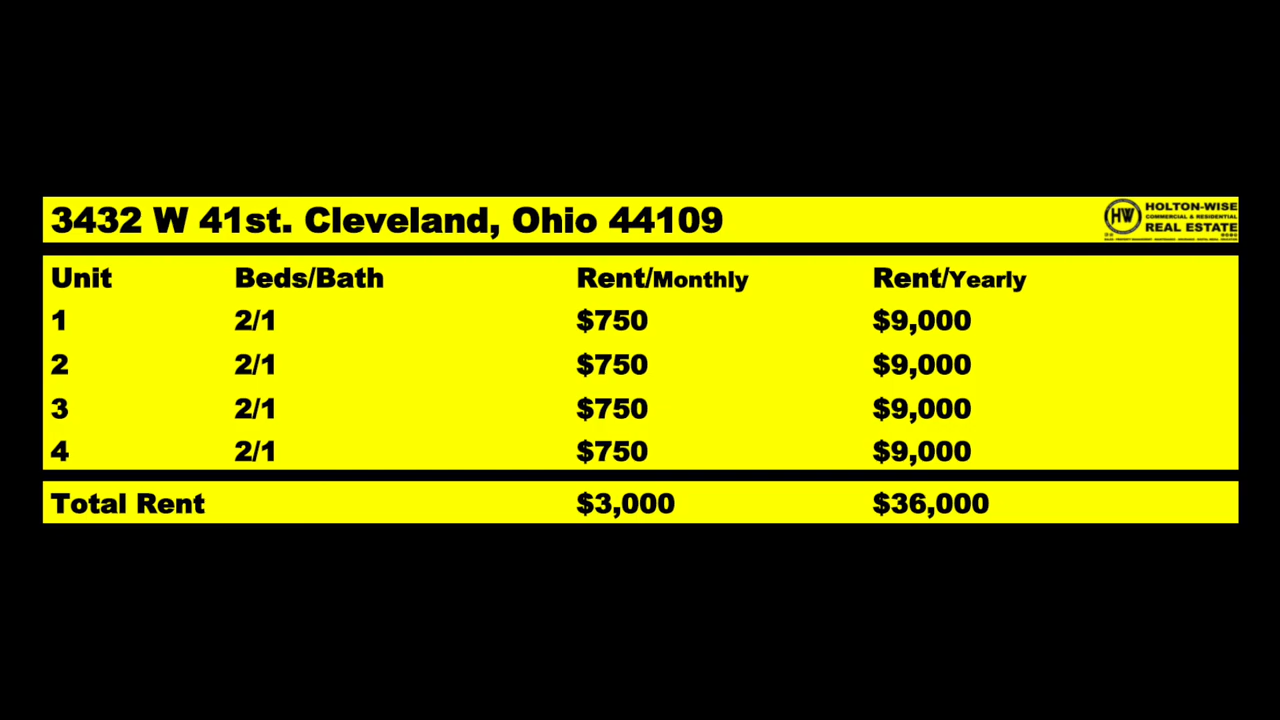 3432 W 41st. Cleveland, Ohio 44109
HW
HOLTON-WISE
COMMERCIAL & RESIDENTIAL
REAL ESTATE
Unit Beds/Bath Rent/Monthly Rent/Yearly
1 2/1 $750 $9,000
2 2/1 $750 $9,000
3 2/1 $750 $9,000
4 2/1 $750 $9,000
Total Rent $3,000 $36,000